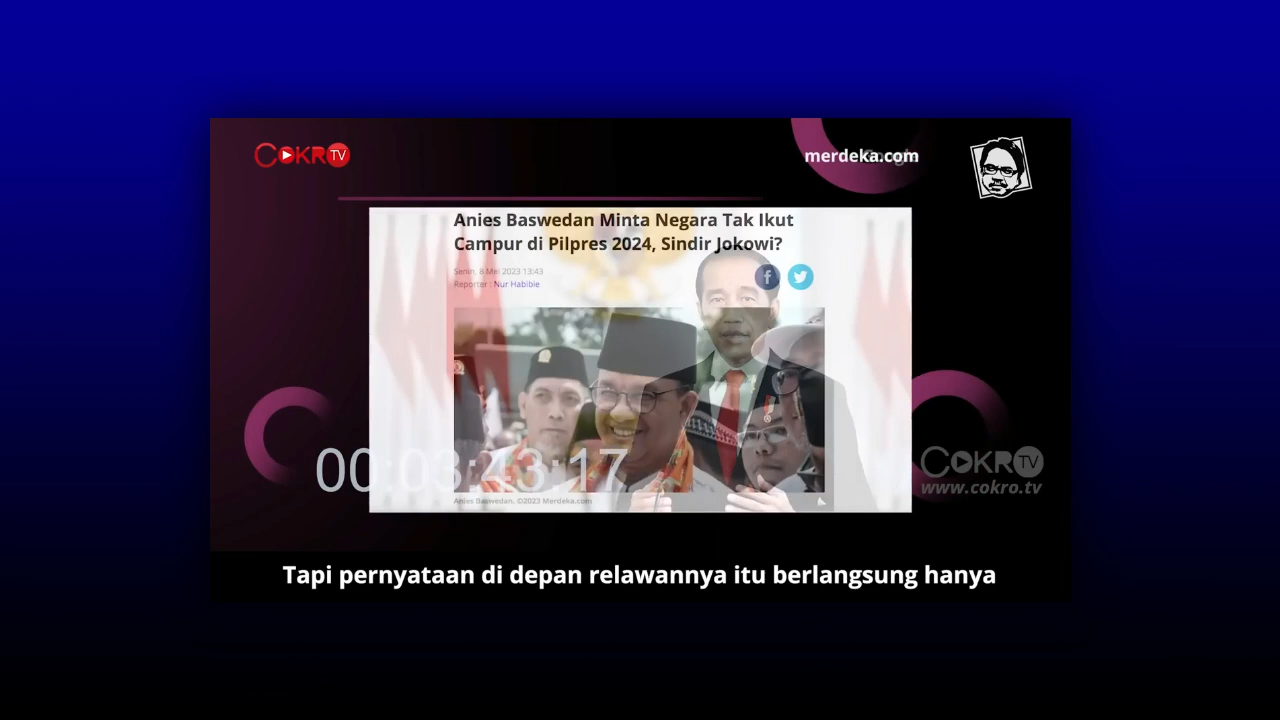 COKRO TV
merdeka.com
Anies Baswedan Minta Negara Tak Ikut
Campur di Pilpres 2024, Sindir Jokowi?
Senin, 8 Mei 2023 13:43
Reporter : Nur Habibie
00:03:43:17
Anies Baswedan. ©2023 Merdeka.com
COKRO TV
www.cokro.tv
Tapi pernyataan di depan relawannya itu berlangsung hanya